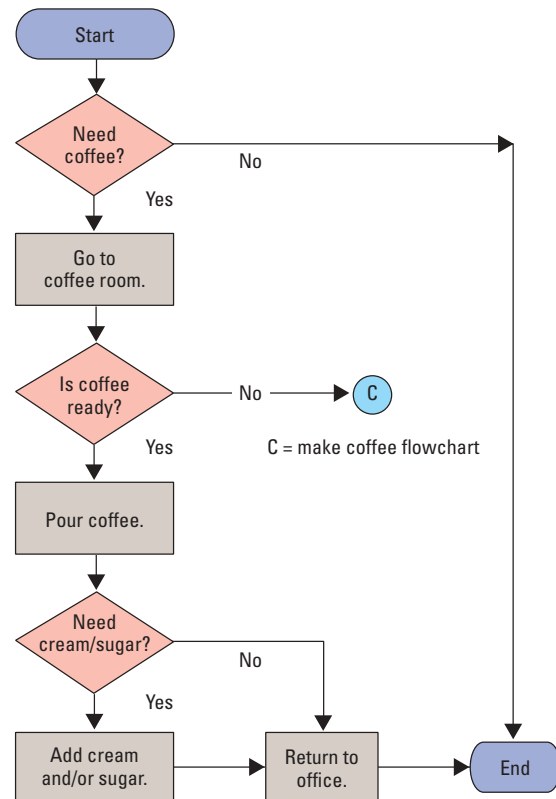 Start
Need
coffee?
No
Yes
Go to
coffee room.
Is coffee
ready?
No
C
Yes
C = make coffee flowchart
Pour coffee.
Need
cream/sugar?
No
Yes
Add cream
and/or sugar.
Return to
office.
End